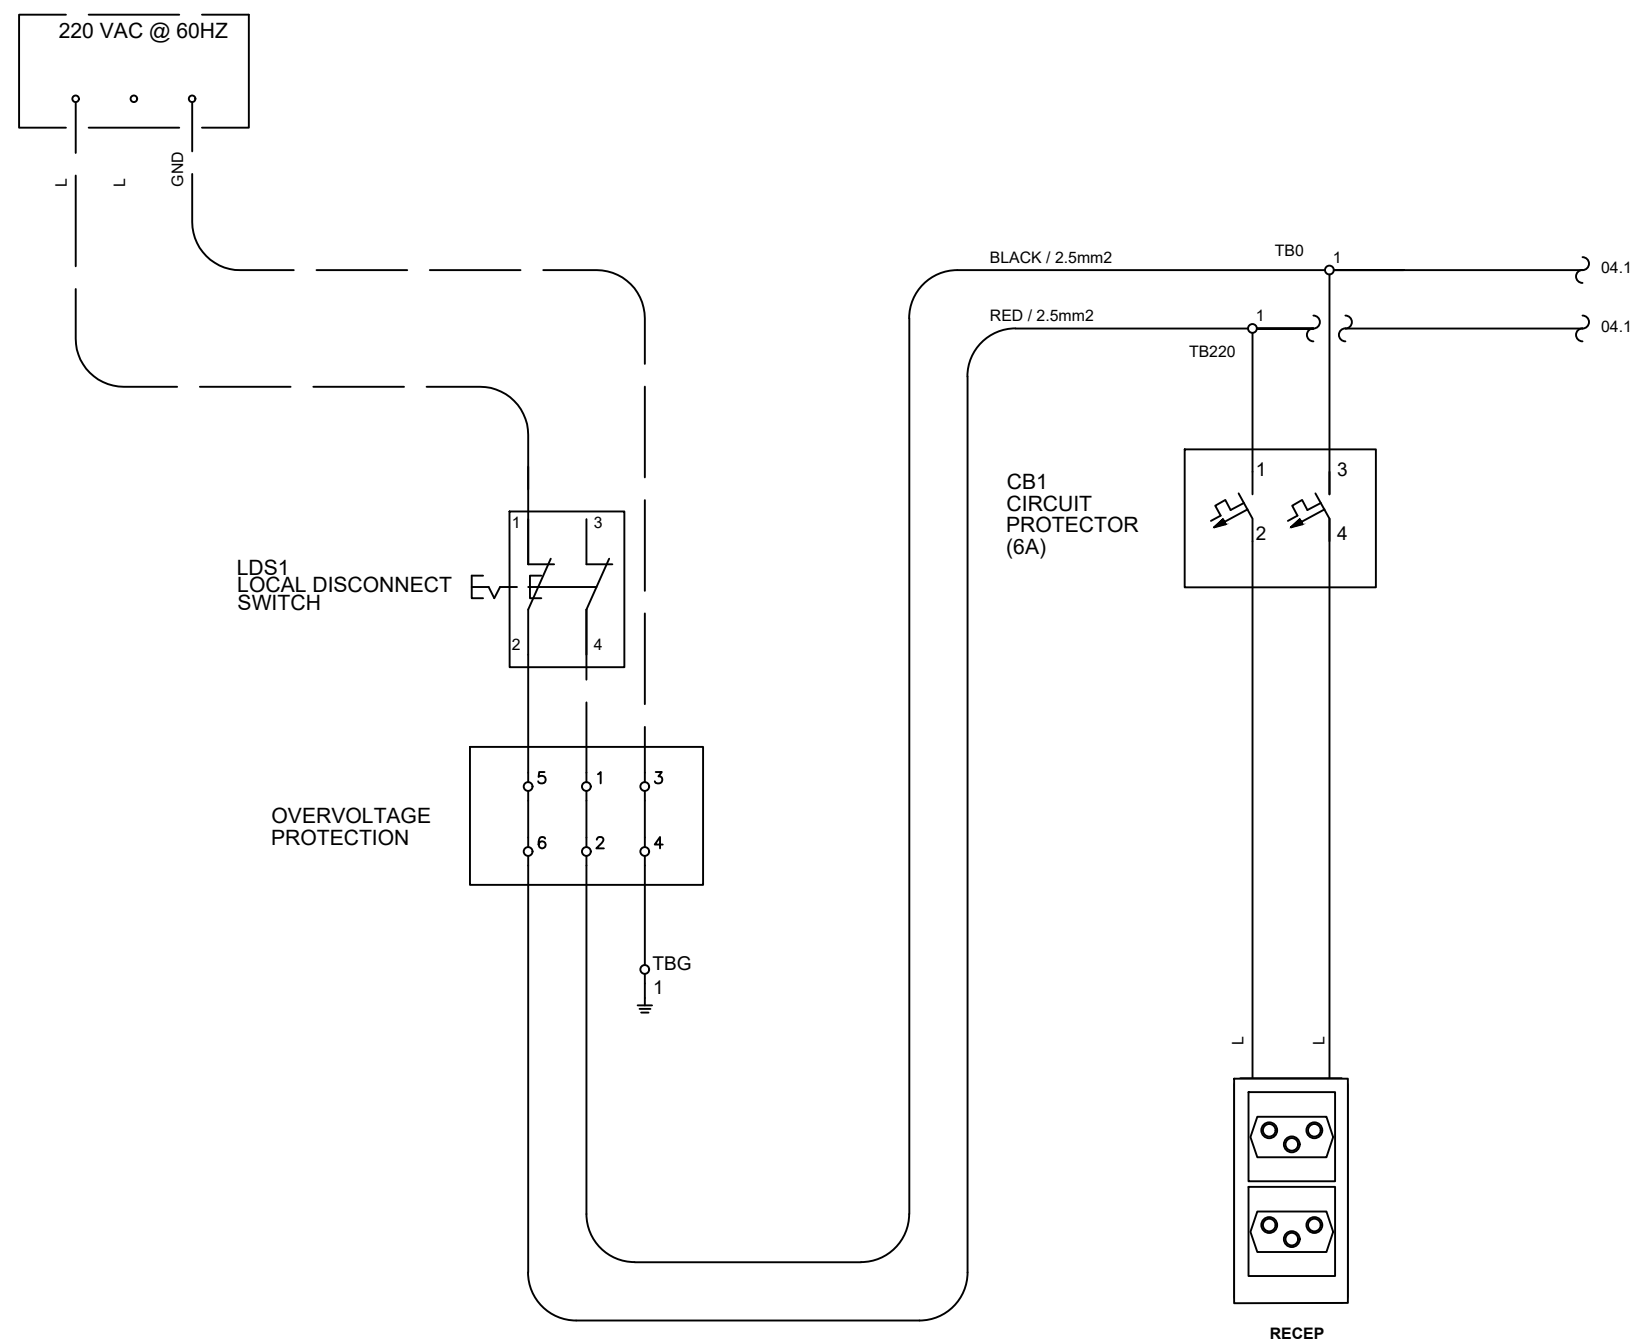 220 VAC @ 60HZ
L
L
GND
BLACK / 2.5mm2
TB0
1
04.1
RED / 2.5mm2
1
04.1
TB220
CB1
CIRCUIT
PROTECTOR
(6A)
1
3
2
4
LDS1
LOCAL DISCONNECT
SWITCH
1
3
2
4
OVERVOLTAGE
PROTECTION
5
1
3
6
2
4
TBG
1
L
L
RECEP